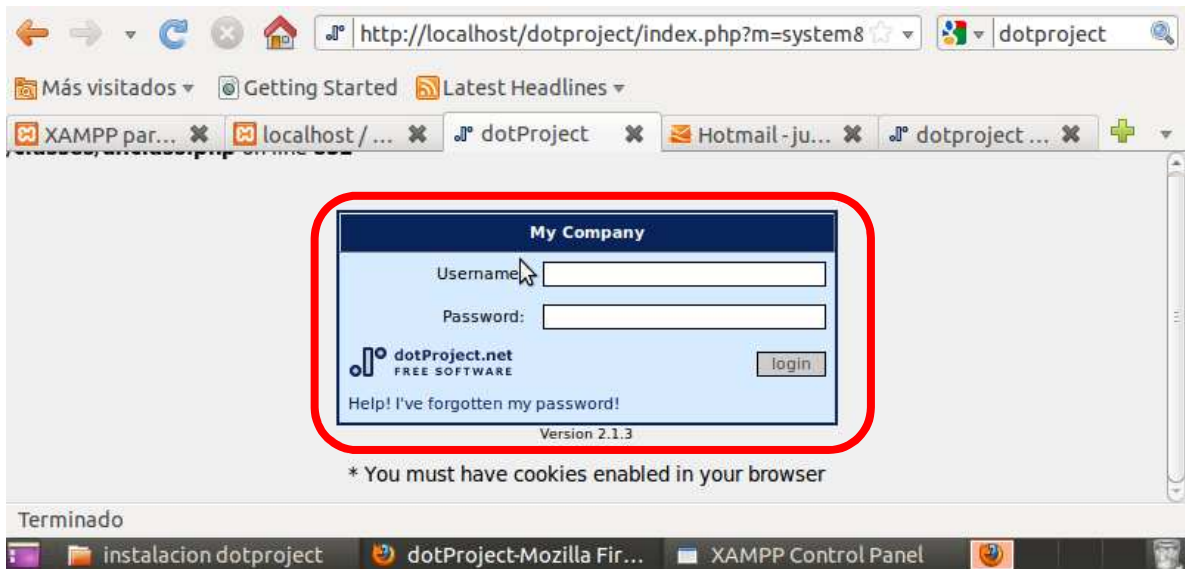 http://localhost/dotproject/index.php?m=system& dotproject
Más visitados Getting Started Latest Headlines
XAMPP par... localhost / ... dotProject Hotmail - ju... dotproject ...
My Company
Username:
Password:
dotProject.net
FREE SOFTWARE
login
Help! I've forgotten my password!
Version 2.1.3
* You must have cookies enabled in your browser
Terminado
instalacion dotproject dotProject-Mozilla Fir... XAMPP Control Panel